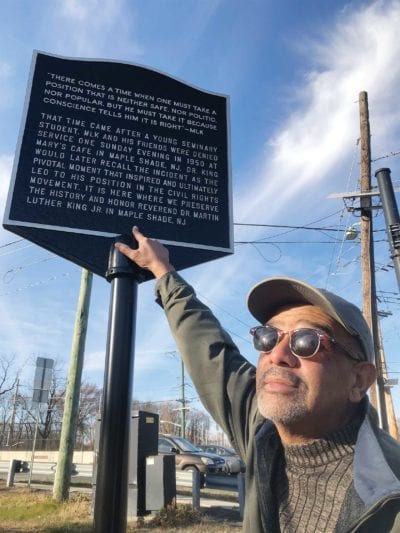 "THERE COMES A TIME WHEN ONE MUST TAKE A
POSITION THAT IS NEITHER SAFE, NOR POLITIC,
NOR POPULAR, BUT HE MUST TAKE IT BECAUSE
CONSCIENCE TELLS HIM IT IS RIGHT" –MLK
THAT TIME CAME AFTER A YOUNG SEMINARY
STUDENT, MLK AND HIS FRIENDS WERE DENIED
SERVICE ONE SUNDAY EVENING IN 1950 AT
MARY'S CAFE IN MAPLE SHADE, NJ. DR. KING
WOULD LATER RECALL THE INCIDENT AS THE
PIVOTAL MOMENT THAT INSPIRED AND ULTIMATELY
LED TO HIS POSITION IN THE CIVIL RIGHTS
MOVEMENT. IT IS HERE WHERE WE PRESERVE
THE HISTORY AND HONOR REVEREND DR. MARTIN
LUTHER KING JR. IN MAPLE SHADE, NJ